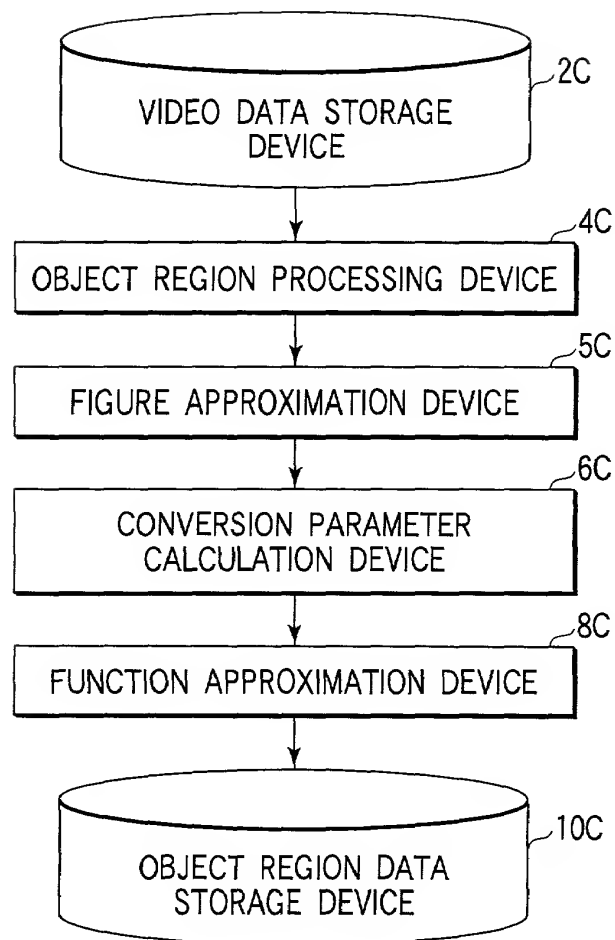 2C
VIDEO DATA STORAGE
DEVICE
4C
OBJECT REGION PROCESSING DEVICE
5C
FIGURE APPROXIMATION DEVICE
6C
CONVERSION PARAMETER
CALCULATION DEVICE
8C
FUNCTION APPROXIMATION DEVICE
10C
OBJECT REGION DATA
STORAGE DEVICE